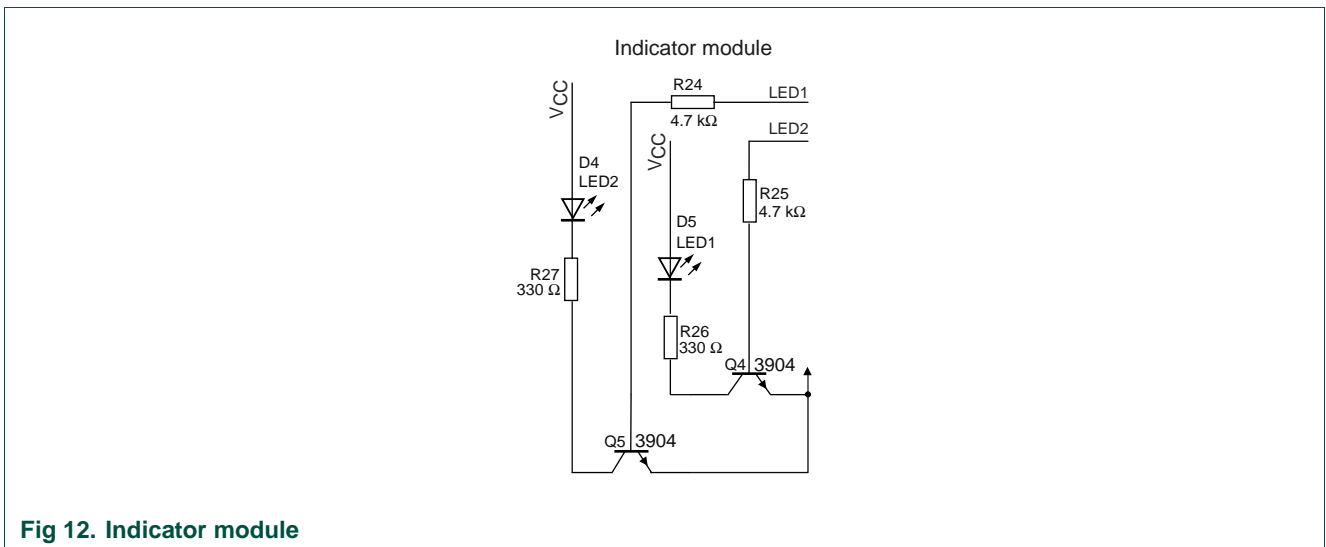 Indicator module
VCC
R24
4.7 kΩ
LED1
LED2
VCC
D4
LED2
R25
4.7 kΩ
D5
LED1
R27
330 Ω
R26
330 Ω
Q4 3904
Q5 3904
Fig 12. Indicator module